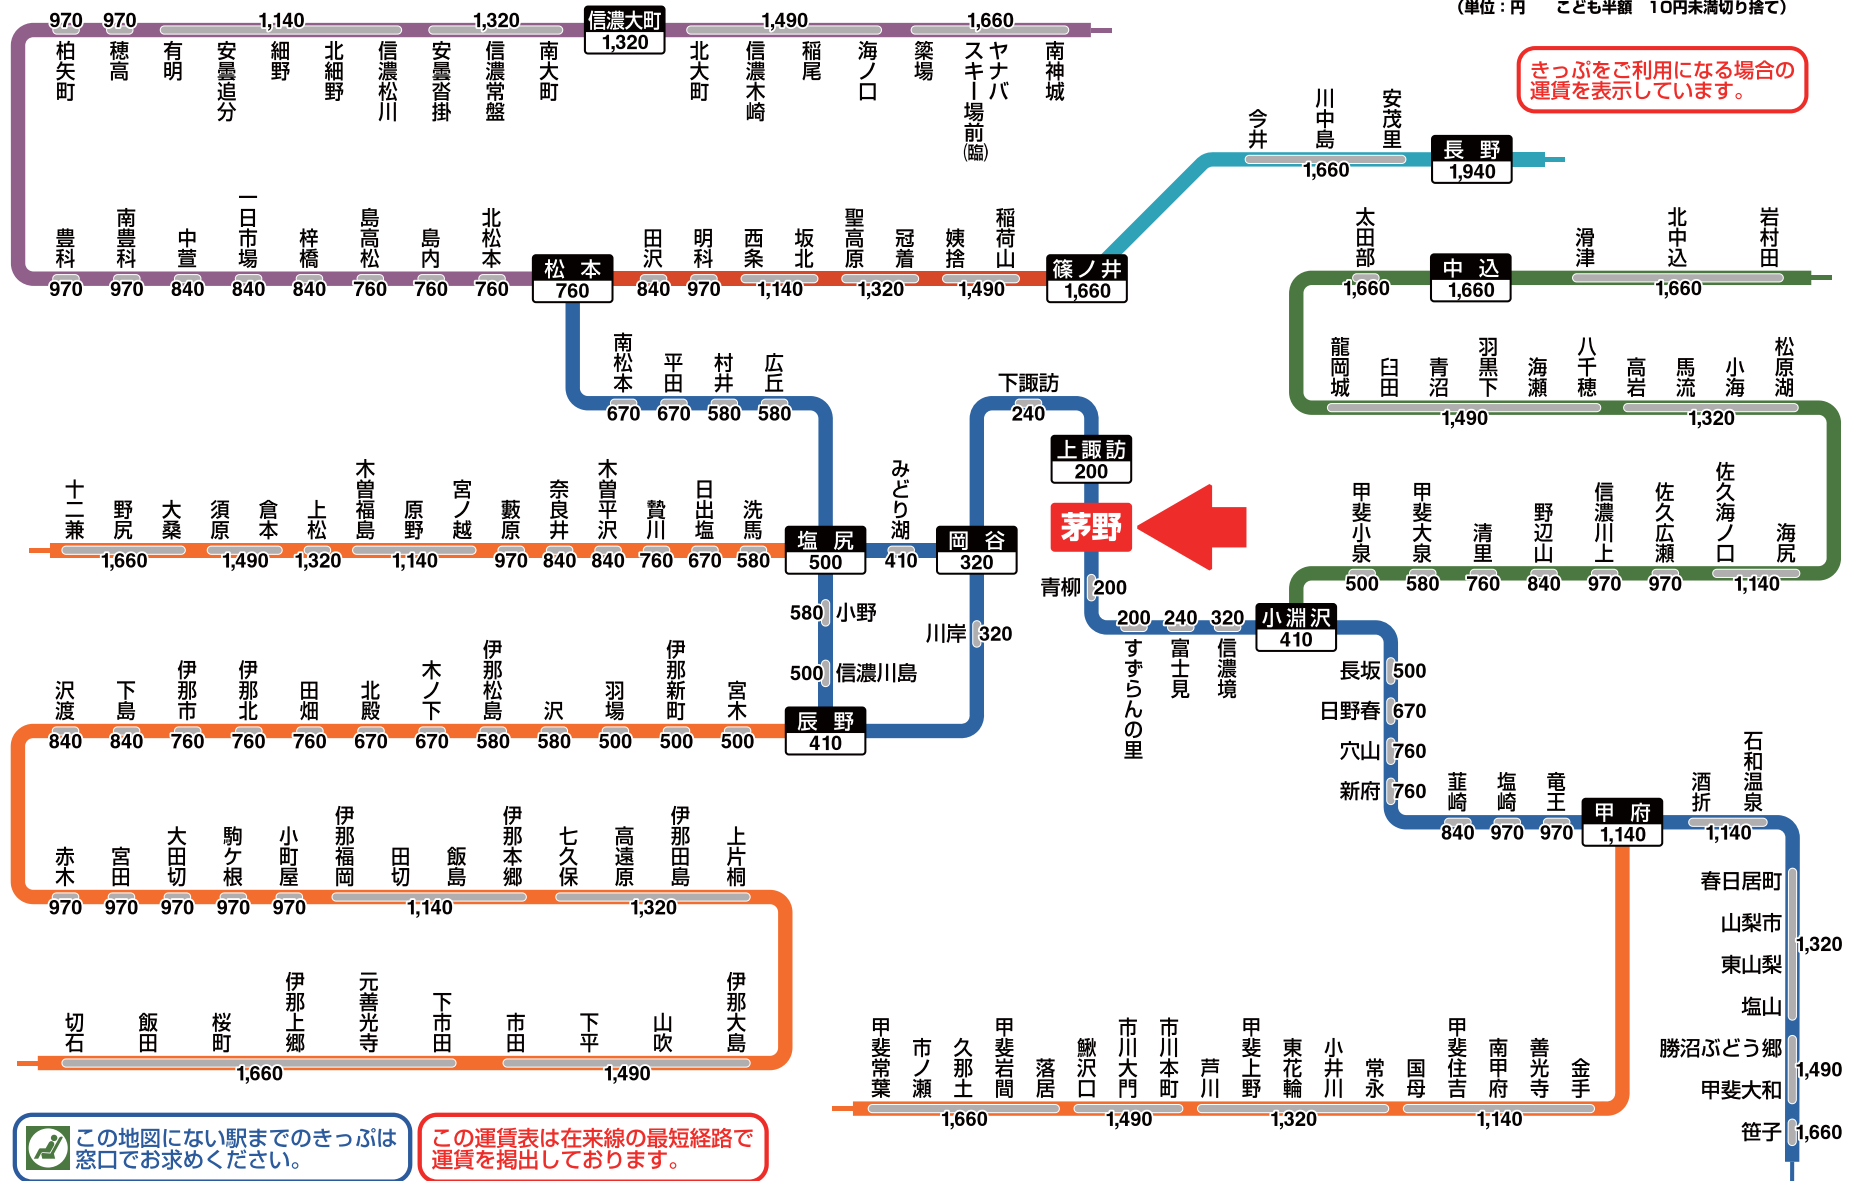 (単位：円　こども半額　10円未満切り捨て)
きっぷをご利用になる場合の
運賃を表示しています。
970 970 1,140 1,320 信濃大町 1,320 1,490 1,660
柏矢町 穂高 有明 安曇追分 細野 北細野 信濃松川 安曇沓掛 信濃常盤 南大町 北大町 信濃木崎 稲尾 海ノ口 簗場 ヤナバスキー場前(臨) 南神城
今井 川中島 安茂里 長野
1,660 1,940
豊科 南豊科 中萱 一日市場 梓橋 島高松 島内 北松本 松本 田沢 明科 西条 坂北 聖高原 冠着 姨捨 稲荷山 篠ノ井
970 970 840 840 840 760 760 760 760 840 970 1,140 1,320 1,490 1,660
太田部 中込 滑津 北中込 岩村田
1,660 1,660 1,660
南松本 平田 村井 広丘
670 670 580 580
下諏訪
240
上諏訪
200
龍岡城 臼田 青沼 羽黒下 海瀬 八千穂 高岩 馬流 小海 松原湖
1,490 1,320
十二兼 野尻 大桑 須原 倉本 上松 木曽福島 原野 宮ノ越 藪原 奈良井 木曽平沢 贄川 日出塩 洗馬 塩尻 みどり湖 岡谷
1,660 1,490 1,320 1,140 970 840 840 760 670 580 500 410 320
茅野
甲斐小泉 甲斐大泉 清里 野辺山 信濃川上 佐久広瀬 佐久海ノ口 海尻
500 580 760 840 970 970 1,140
青柳 200
580 小野
川岸 320
500 信濃川島
200 240 320 小淵沢 410
すずらんの里 富士見 信濃境
長坂 500
日野春 670
穴山 760
新府 760
沢渡 下島 伊那市 伊那北 田畑 北殿 木ノ下 伊那松島 沢 羽場 伊那新町 宮木 辰野
840 840 760 760 760 670 670 580 580 500 500 500 410
韮崎 塩崎 竜王 甲府 酒折 石和温泉
840 970 970 1,140 1,140
赤木 宮田 大田切 駒ケ根 小町屋 伊那福岡 田切 飯島 伊那本郷 七久保 高遠原 伊那田島 上片桐
970 970 970 970 970 1,140 1,320
春日居町
山梨市
1,320
東山梨
塩山
勝沼ぶどう郷
1,490
甲斐大和
笹子 1,660
切石 飯田 桜町 伊那上郷 元善光寺 下市田 市田 下平 山吹 伊那大島
1,660 1,490
甲斐常葉 市ノ瀬 久那土 甲斐岩間 落居 鰍沢口 市川大門 市川本町 芦川 甲斐上野 東花輪 小井川 常永 国母 甲斐住吉 南甲府 善光寺 金手
1,660 1,490 1,320 1,140
この地図にない駅までのきっぷは
窓口でお求めください。
この運賃表は在来線の最短経路で
運賃を掲出しております。